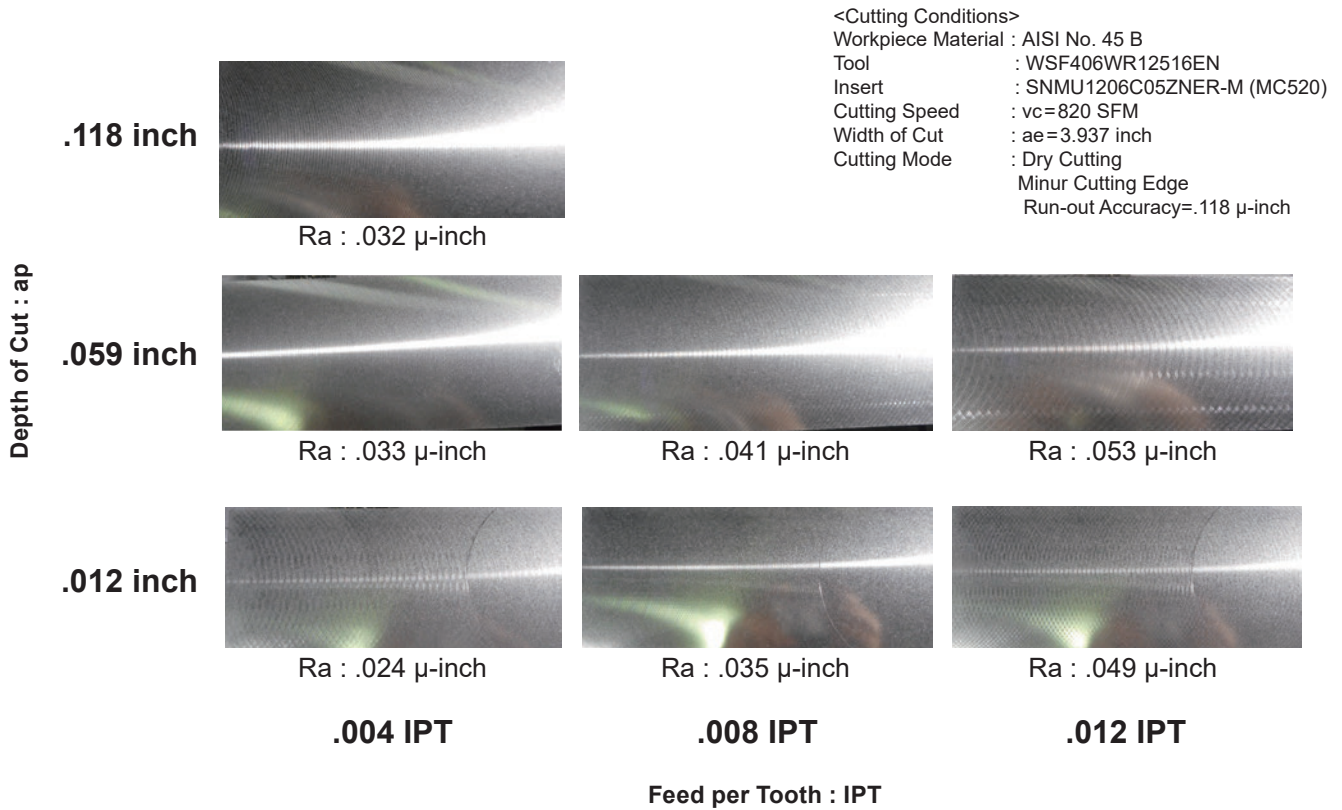 <Cutting Conditions>
Workpiece Material : AISI No. 45 B
Tool : WSF406WR12516EN
Insert : SNMU1206C05ZNER-M (MC520)
Cutting Speed : vc=820 SFM
Width of Cut : ae=3.937 inch
Cutting Mode : Dry Cutting
Minur Cutting Edge
Run-out Accuracy=.118 µ-inch
Depth of Cut : ap
.118 inch
Ra : .032 µ-inch
.059 inch
Ra : .033 µ-inch
Ra : .041 µ-inch
Ra : .053 µ-inch
.012 inch
Ra : .024 µ-inch
Ra : .035 µ-inch
Ra : .049 µ-inch
.004 IPT
.008 IPT
.012 IPT
Feed per Tooth : IPT